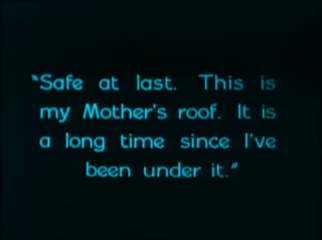 “Safe at last. This is
my Mother's roof. It is
a long time since I've
been under it.”